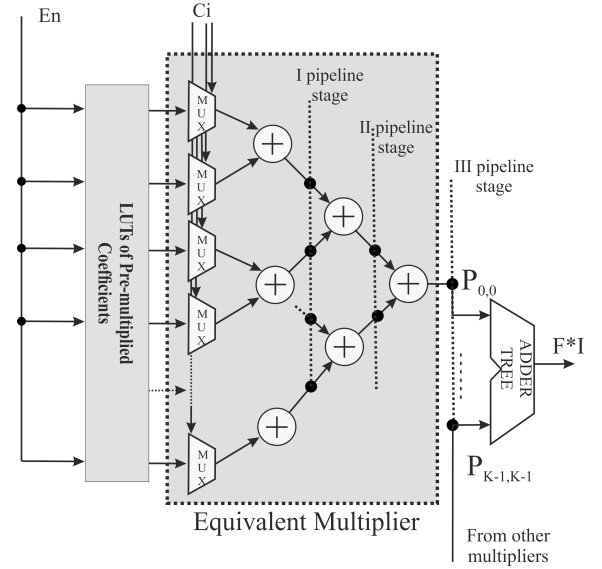 En
Ci
I pipeline
stage
II pipeline
stage
III pipeline
stage
MUX
MUX
MUX
MUX
MUX
LUTs of Pre-multiplied
Coefficients
+
+
+
+
+
+
P0,0
ADDER
TREE
F*I
PK-1,K-1
Equivalent Multiplier
From other
multipliers